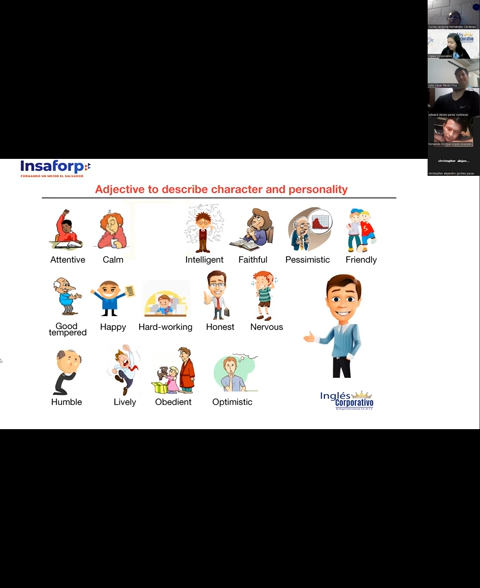 Insaforp
FORMANDO UN MEJOR EL SALVADOR
Adjective to describe character and personality
Attentive
Calm
Intelligent
Faithful
Pessimistic
Friendly
Good
tempered
Happy
Hard-working
Honest
Nervous
Humble
Lively
Obedient
Optimistic
Inglés
Corporativo